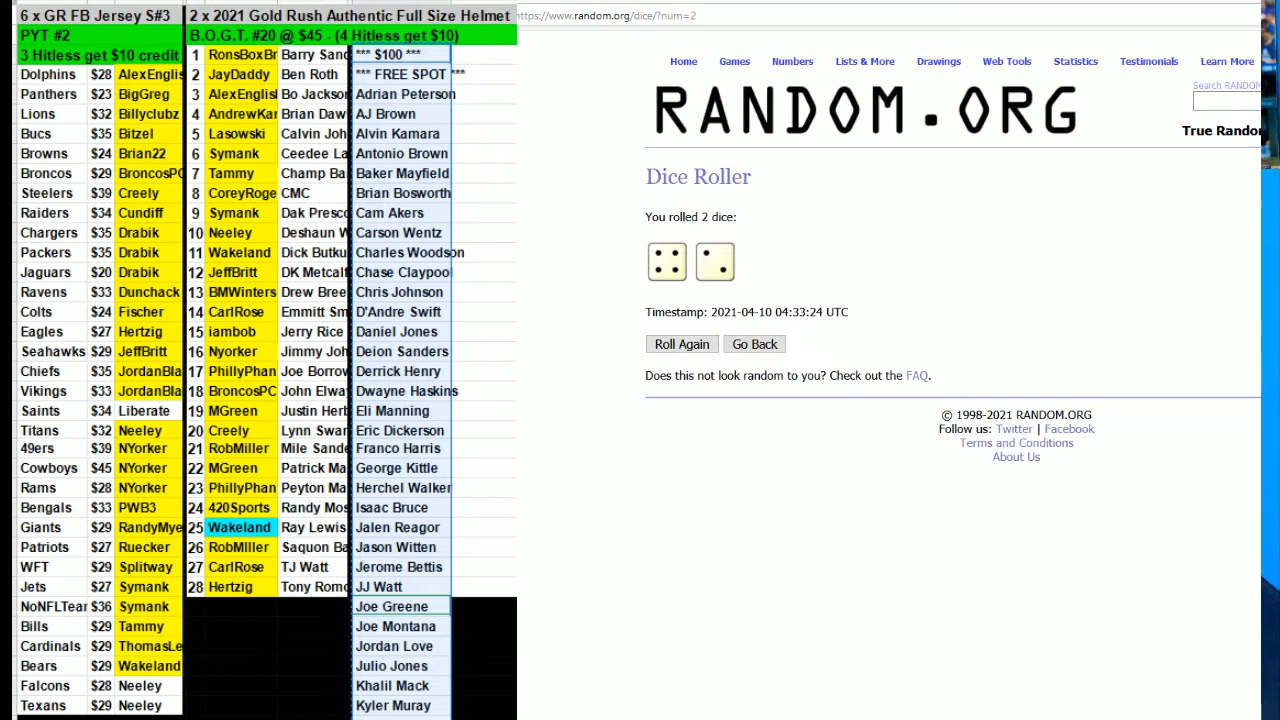 6 x GR FB Jersey S#3
PYT #2
3 Hitless get $10 credit
Dolphins $28 AlexEnglis
Panthers $23 BigGreg
Lions $32 Billyclubz
Bucs $35 Bitzel
Browns $24 Brian22
Broncos $29 BroncosPC
Steelers $39 Creely
Raiders $34 Cundiff
Chargers $35 Drabik
Packers $35 Drabik
Jaguars $20 Drabik
Ravens $33 Dunchack
Colts $24 Fischer
Eagles $27 Hertzig
Seahawks $29 JeffBritt
Chiefs $35 JordanBla
Vikings $33 JordanBla
Saints $34 Liberate
Titans $32 Neeley
49ers $39 NYorker
Cowboys $45 NYorker
Rams $28 NYorker
Bengals $33 PWB3
Giants $29 RandyMye
Patriots $27 Ruecker
WFT $29 Splitway
Jets $27 Symank
NoNFLTear $36 Symank
Bills $29 Tammy
Cardinals $29 ThomasLe
Bears $29 Wakeland
Falcons $28 Neeley
Texans $29 Neeley
2 x 2021 Gold Rush Authentic Full Size Helmet
B.O.G.T. #20 @ $45 - (4 Hitless get $10)
1 RonsBoxBr Barry Sand
2 JayDaddy Ben Roth
3 AlexEnglis Bo Jackson
4 AndrewKar Brian Daw
5 Lasowski Calvin Joh
6 Symank Ceedee La
7 Tammy Champ Ba
8 CoreyRoge CMC
9 Symank Dak Presco
10 Neeley Deshaun W
11 Wakeland Dick Butku
12 JeffBritt DK Metcalf
13 BMWinters Drew Bree
14 CarlRose Emmitt Sm
15 iambob Jerry Rice
16 Nyorker Jimmy Joh
17 PhillyPhan Joe Borrow
18 BroncosPC John Elway
19 MGreen Justin Herb
20 Creely Lynn Swan
21 RobMiller Mile Sande
22 MGreen Patrick Ma
23 PhillyPhan Peyton Ma
24 420Sports Randy Mos
25 Wakeland Ray Lewis
26 RobMIller Saquon Ba
27 CarlRose TJ Watt
28 Hertzig Tony Romo
*** $100 ***
*** FREE SPOT ***
Adrian Peterson
AJ Brown
Alvin Kamara
Antonio Brown
Baker Mayfield
Brian Bosworth
Cam Akers
Carson Wentz
Charles Woodson
Chase Claypool
Chris Johnson
D'Andre Swift
Daniel Jones
Deion Sanders
Derrick Henry
Dwayne Haskins
Eli Manning
Eric Dickerson
Franco Harris
George Kittle
Herchel Walker
Isaac Bruce
Jalen Reagor
Jason Witten
Jerome Bettis
JJ Watt
Joe Greene
Joe Montana
Jordan Love
Julio Jones
Khalil Mack
Kyler Muray
https://www.random.org/dice/?num=2
Home Games Numbers Lists & More Drawings Web Tools Statistics Testimonials Learn More
Search RANDOM
RANDOM.ORG
True Rando
Dice Roller
You rolled 2 dice:
Timestamp: 2021-04-10 04:33:24 UTC
Roll Again Go Back
Does this not look random to you? Check out the FAQ.
© 1998-2021 RANDOM.ORG
Follow us: Twitter | Facebook
Terms and Conditions
About Us